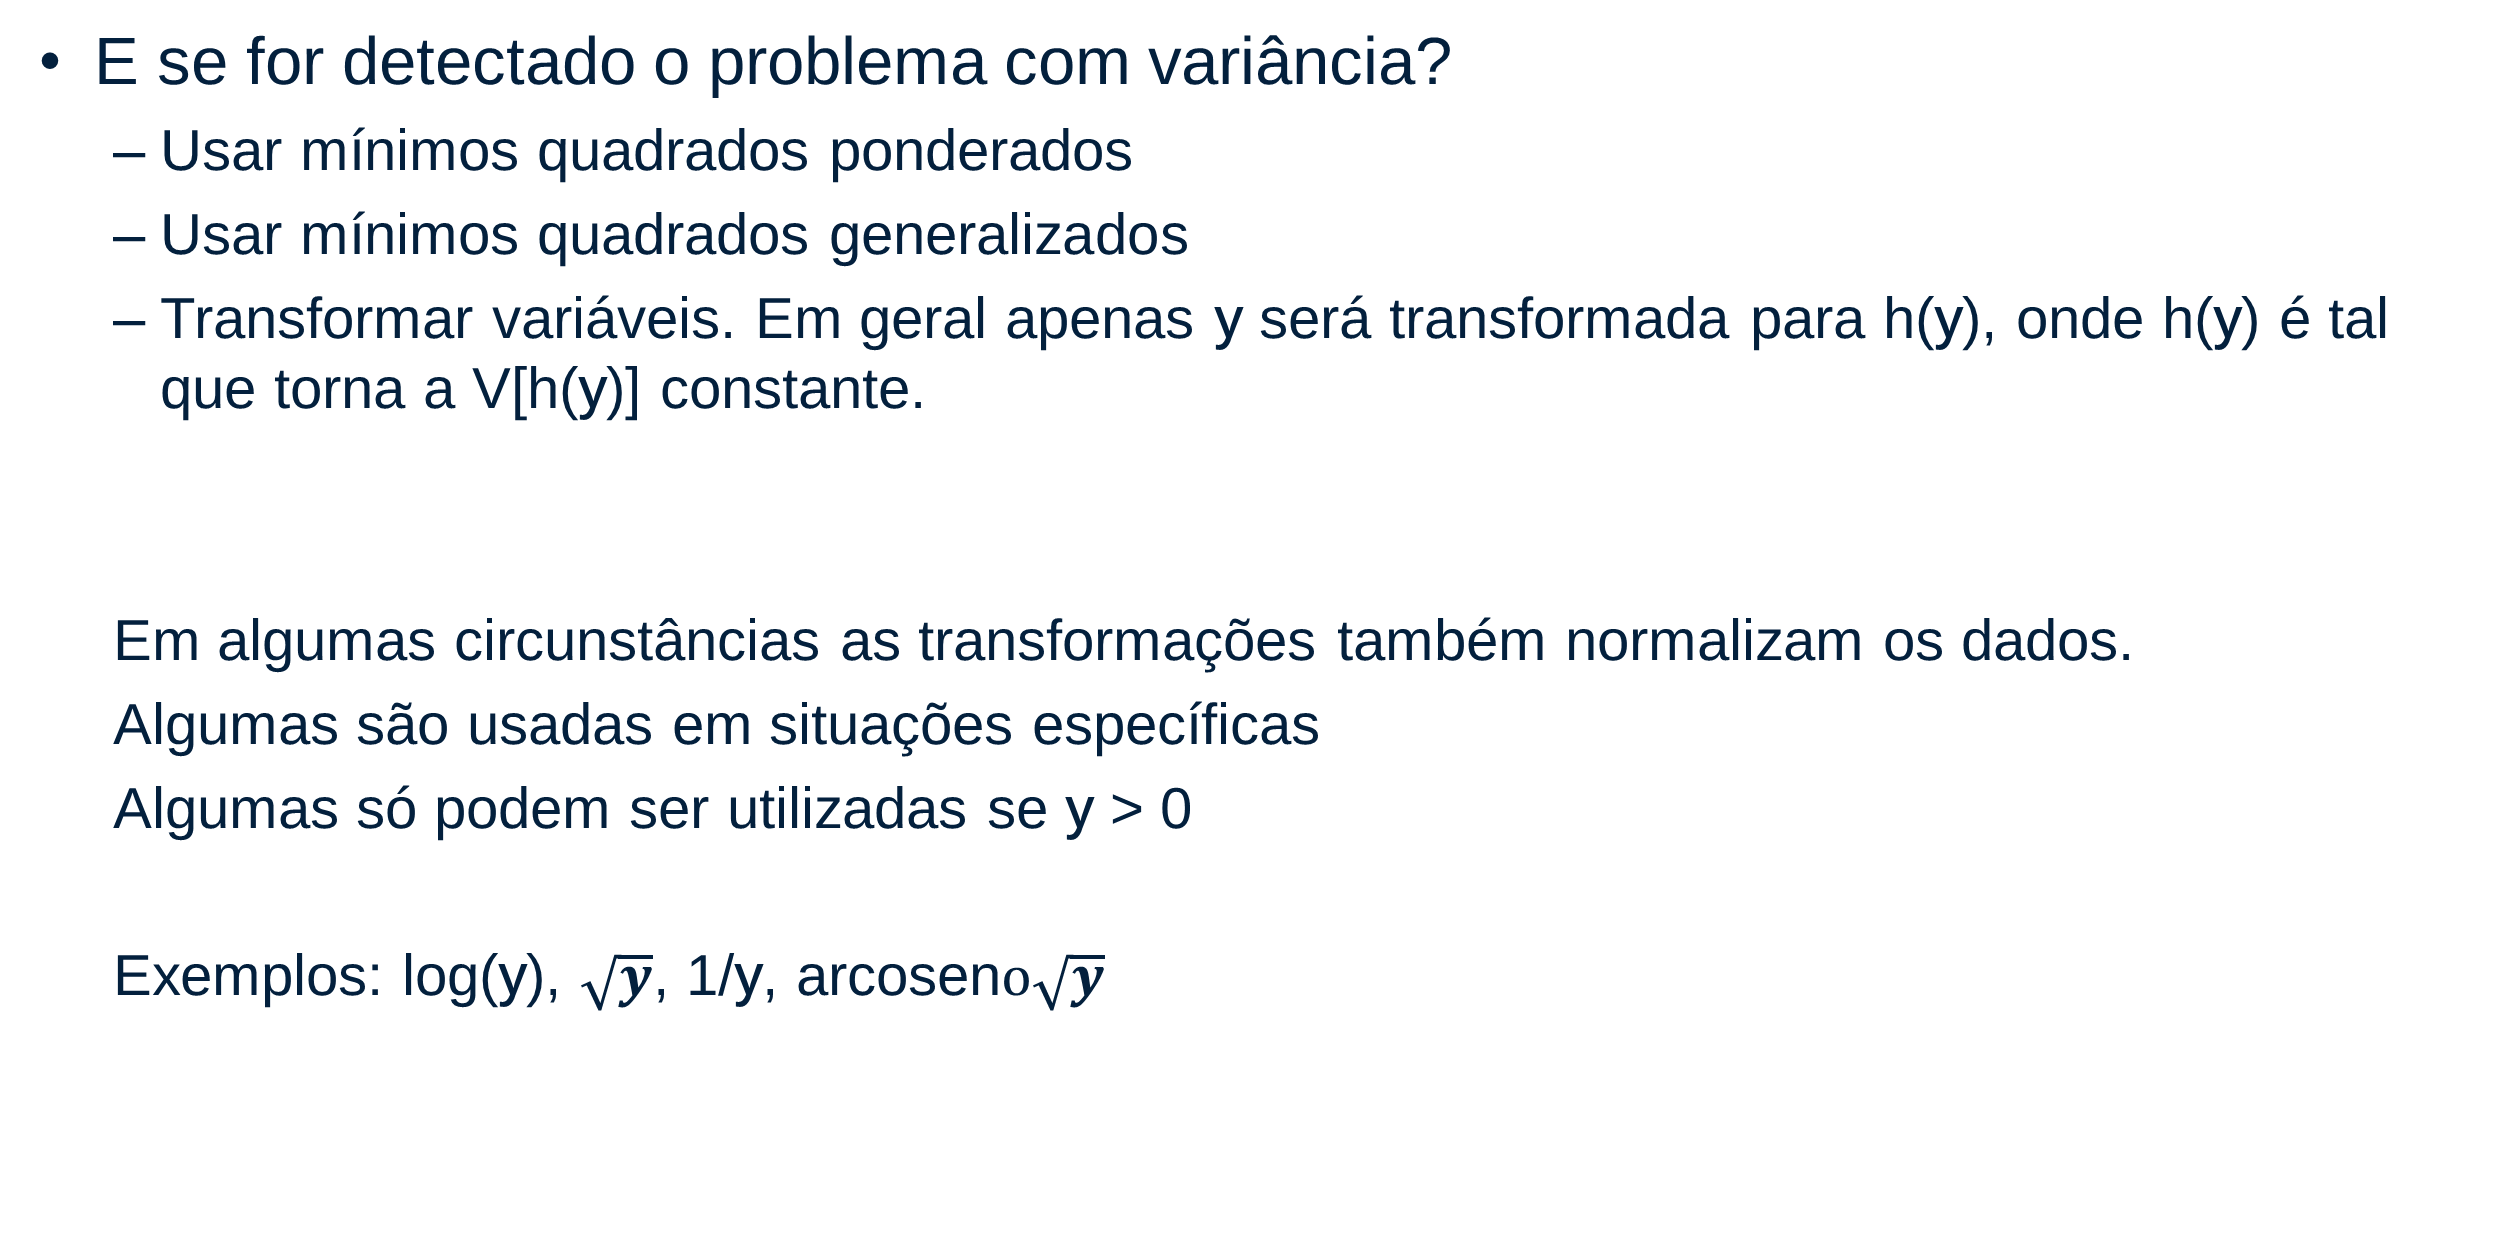 • E se for detectado o problema com variância?
– Usar mínimos quadrados ponderados
– Usar mínimos quadrados generalizados
– Transformar variáveis. Em geral apenas y será transformada para h(y), onde h(y) é tal
que torna a V[h(y)] constante.
Em algumas circunstâncias as transformações também normalizam os dados.
Algumas são usadas em situações específicas
Algumas só podem ser utilizadas se y > 0
Exemplos: log(y), √y, 1/y, arcoseno√y